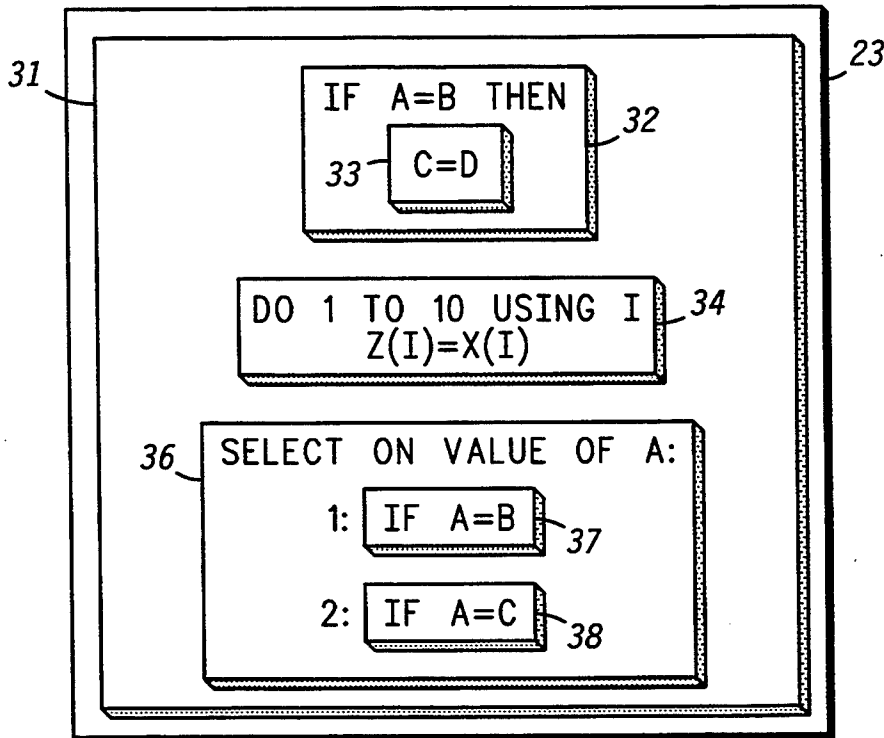 31
23
IF A=B THEN
32
33
C=D
DO 1 TO 10 USING I
34
Z(I)=X(I)
36
SELECT ON VALUE OF A:
1: IF A=B
37
2: IF A=C
38